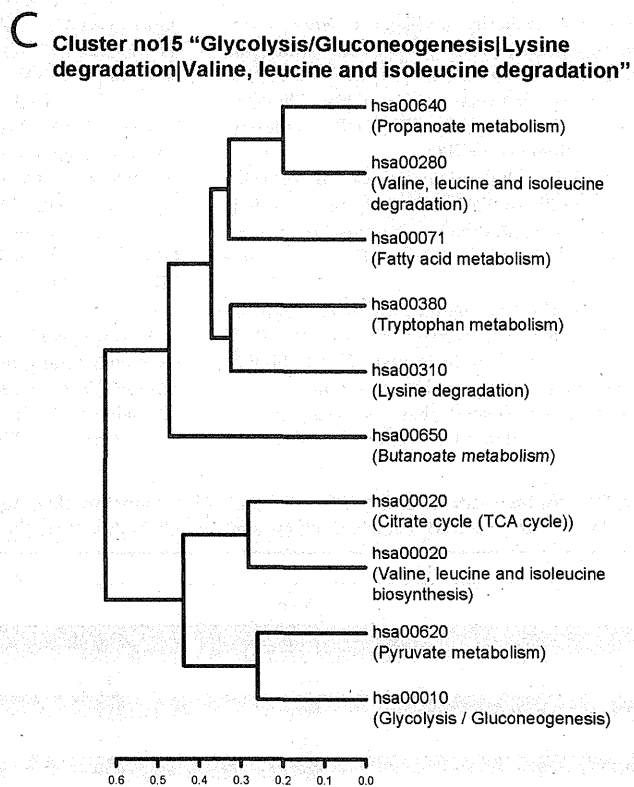 C
Cluster no15 “Glycolysis/Gluconeogenesis|Lysine
degradation|Valine, leucine and isoleucine degradation”
hsa00640
(Propanoate metabolism)
hsa00280
(Valine, leucine and isoleucine
degradation)
hsa00071
(Fatty acid metabolism)
hsa00380
(Tryptophan metabolism)
hsa00310
(Lysine degradation)
hsa00650
(Butanoate metabolism)
hsa00020
(Citrate cycle (TCA cycle))
hsa00020
(Valine, leucine and isoleucine
biosynthesis)
hsa00620
(Pyruvate metabolism)
hsa00010
(Glycolysis / Gluconeogenesis)
0.6 0.5 0.4 0.3 0.2 0.1 0.0